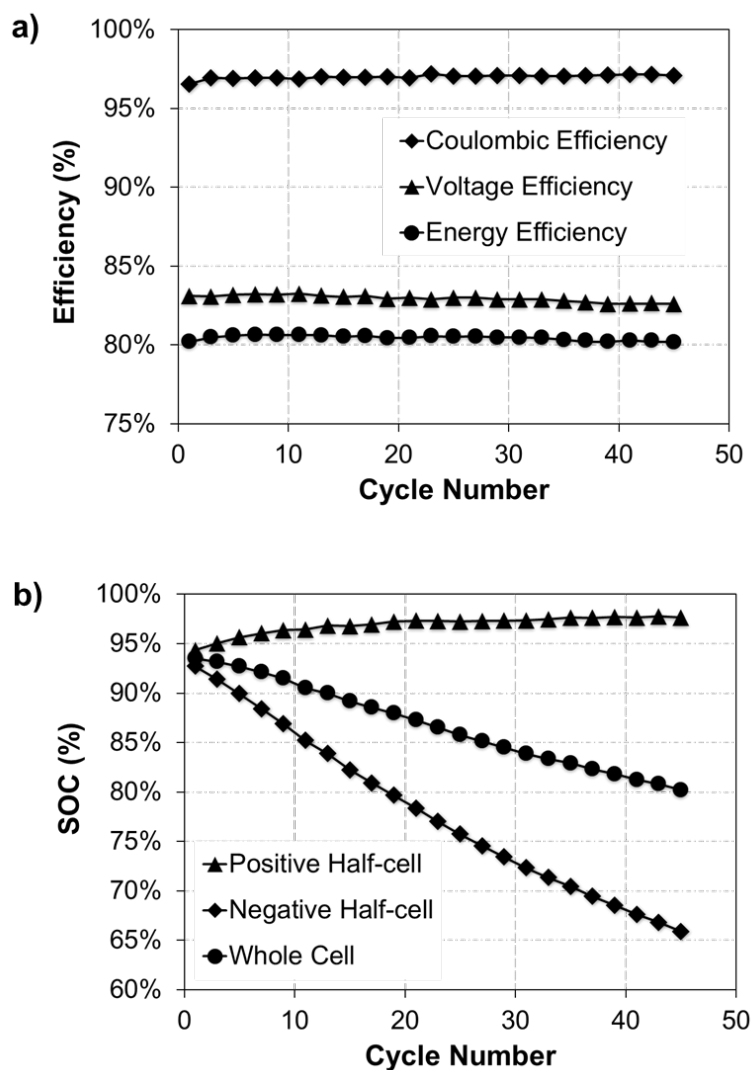 a)
100%
95%
90%
85%
80%
75%
Efficiency (%)
Coulombic Efficiency
Voltage Efficiency
Energy Efficiency
0 10 20 30 40 50
Cycle Number
b)
100%
95%
90%
85%
80%
75%
70%
65%
60%
SOC (%)
Positive Half-cell
Negative Half-cell
Whole Cell
0 10 20 30 40 50
Cycle Number